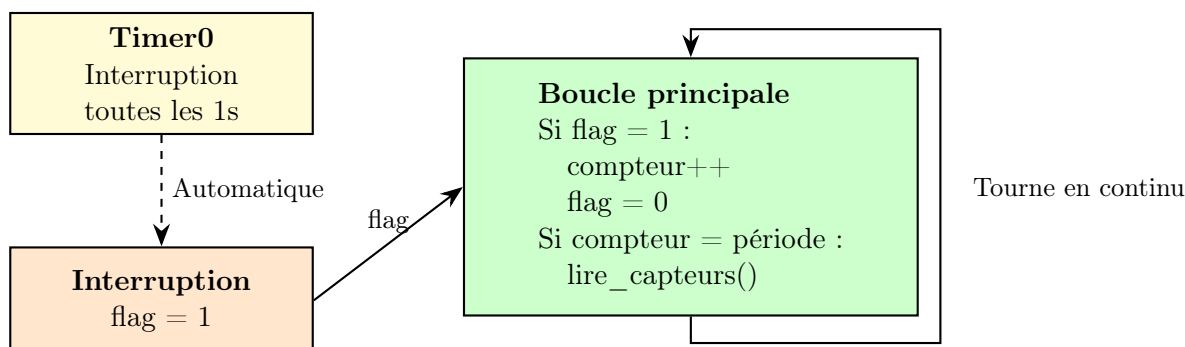 Timer0
Interruption
toutes les 1s
Automatique
Interruption
flag = 1
flag
Boucle principale
Si flag = 1 :
compteur++
flag = 0
Si compteur = période :
lire_capteurs()
Tourne en continu